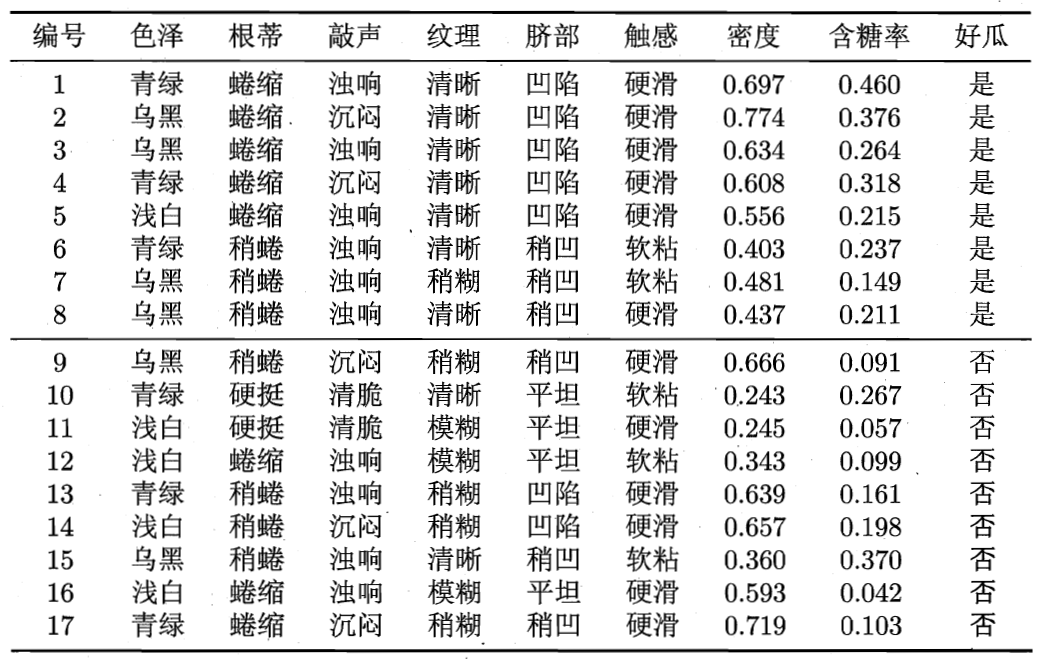 编号 色泽 根蒂 敲声 纹理 脐部 触感 密度 含糖率 好瓜
1 青绿 蜷缩 浊响 清晰 凹陷 硬滑 0.697 0.460 是
2 乌黑 蜷缩 沉闷 清晰 凹陷 硬滑 0.774 0.376 是
3 乌黑 蜷缩 浊响 清晰 凹陷 硬滑 0.634 0.264 是
4 青绿 蜷缩 沉闷 清晰 凹陷 硬滑 0.608 0.318 是
5 浅白 蜷缩 浊响 清晰 凹陷 硬滑 0.556 0.215 是
6 青绿 稍蜷 浊响 清晰 稍凹 软粘 0.403 0.237 是
7 乌黑 稍蜷 浊响 稍糊 稍凹 软粘 0.481 0.149 是
8 乌黑 稍蜷 浊响 清晰 稍凹 硬滑 0.437 0.211 是
9 乌黑 稍蜷 沉闷 稍糊 稍凹 硬滑 0.666 0.091 否
10 青绿 硬挺 清脆 清晰 平坦 软粘 0.243 0.267 否
11 浅白 硬挺 清脆 模糊 平坦 硬滑 0.245 0.057 否
12 浅白 蜷缩 浊响 模糊 平坦 软粘 0.343 0.099 否
13 青绿 稍蜷 浊响 稍糊 凹陷 硬滑 0.639 0.161 否
14 浅白 稍蜷 沉闷 稍糊 凹陷 硬滑 0.657 0.198 否
15 乌黑 稍蜷 浊响 清晰 稍凹 软粘 0.360 0.370 否
16 浅白 蜷缩 浊响 模糊 平坦 硬滑 0.593 0.042 否
17 青绿 蜷缩 沉闷 稍糊 稍凹 硬滑 0.719 0.103 否